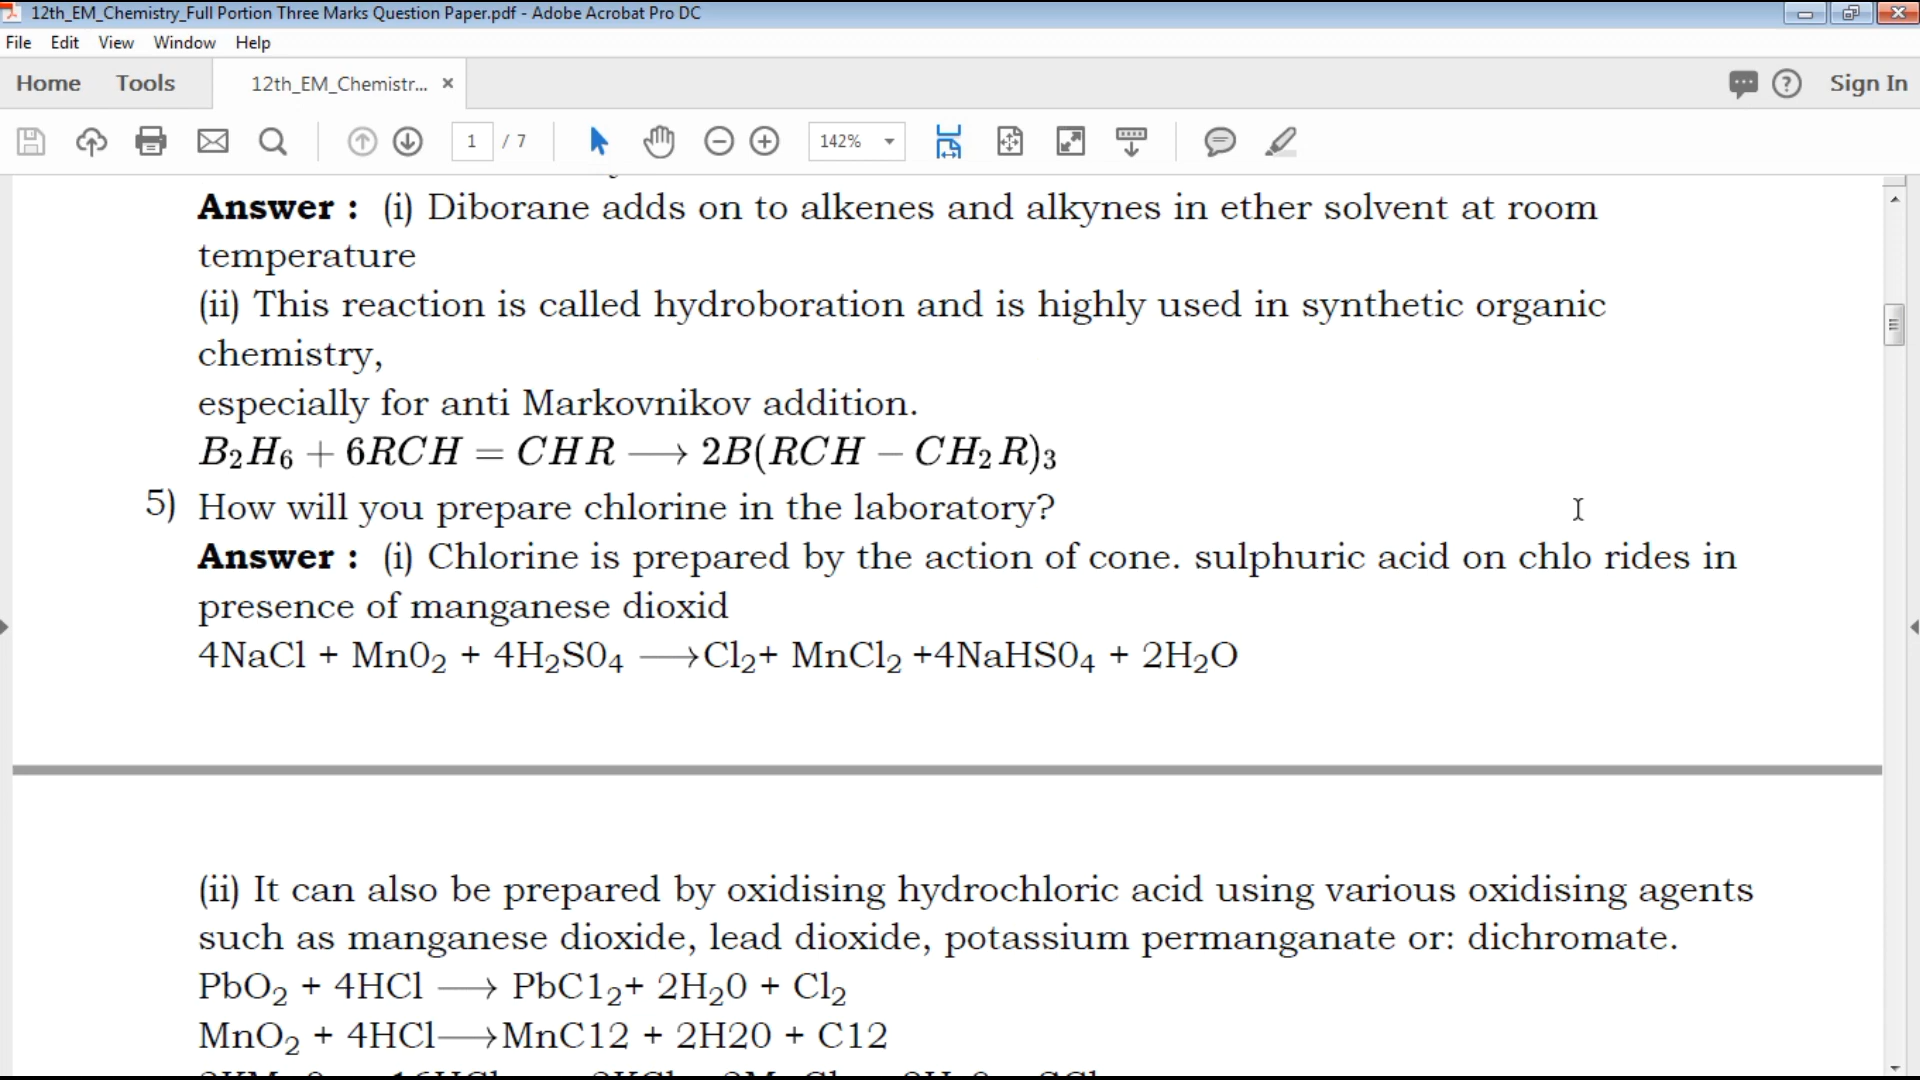 12th_EM_Chemistry_Full Portion Three Marks Question Paper.pdf - Adobe Acrobat Pro DC
File Edit View Window Help
Home Tools 12th_EM_Chemistr... × Sign In
1 / 7 142%
Answer : (i) Diborane adds on to alkenes and alkynes in ether solvent at room
temperature
(ii) This reaction is called hydroboration and is highly used in synthetic organic
chemistry,
especially for anti Markovnikov addition.
B₂H₆ + 6RCH = CHR ⟶ 2B(RCH − CH₂R)₃
5) How will you prepare chlorine in the laboratory?
Answer : (i) Chlorine is prepared by the action of cone. sulphuric acid on chlo rides in
presence of manganese dioxid
4NaCl + Mn0₂ + 4H₂S0₄ ⟶Cl₂+ MnCl₂ +4NaHS0₄ + 2H₂O
(ii) It can also be prepared by oxidising hydrochloric acid using various oxidising agents
such as manganese dioxide, lead dioxide, potassium permanganate or: dichromate.
PbO₂ + 4HCl ⟶ PbC1₂+ 2H₂0 + Cl₂
MnO₂ + 4HCl⟶MnC12 + 2H20 + C12